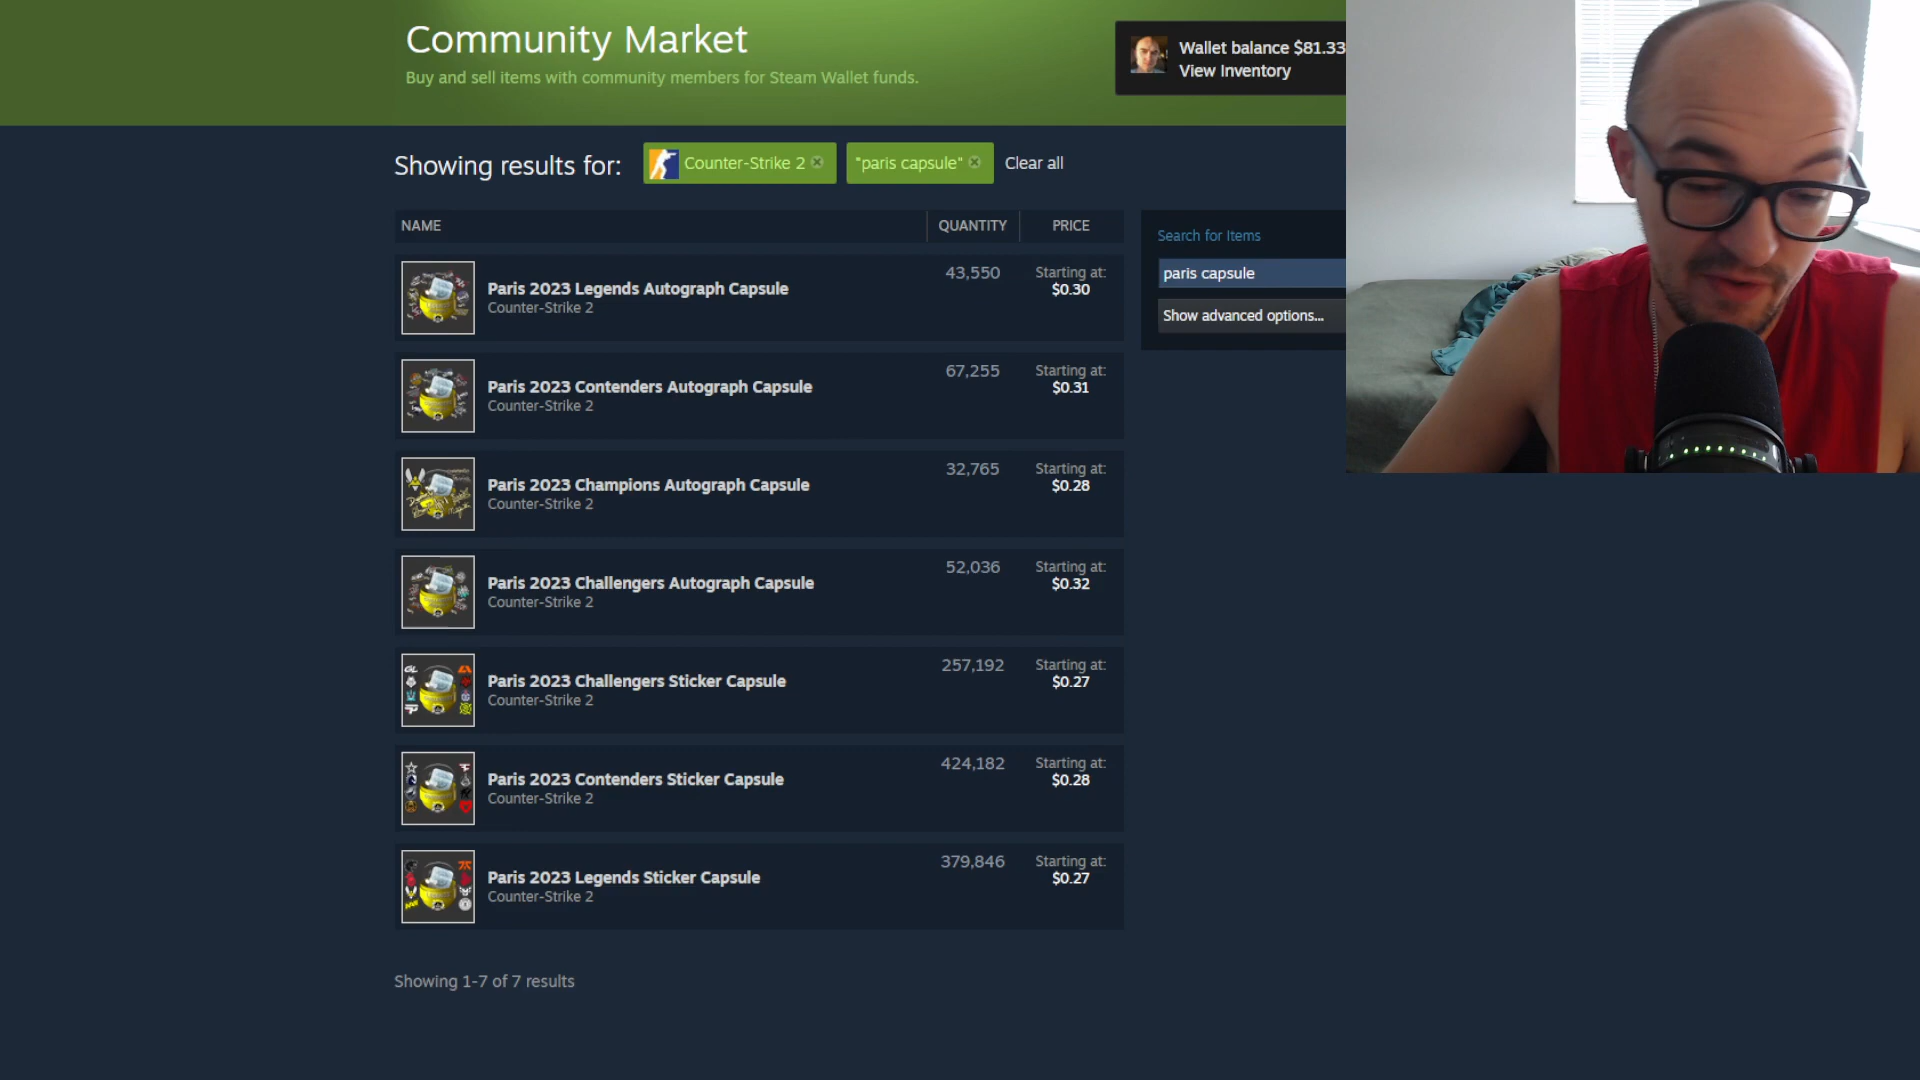 Community Market
Buy and sell items with community members for Steam Wallet funds.
Wallet balance $81.33
View Inventory
Showing results for:
Counter-Strike 2
"paris capsule"
Clear all
NAME
QUANTITY
PRICE
Paris 2023 Legends Autograph Capsule
Counter-Strike 2
43,550
Starting at:
$0.30
Paris 2023 Contenders Autograph Capsule
Counter-Strike 2
67,255
Starting at:
$0.31
Paris 2023 Champions Autograph Capsule
Counter-Strike 2
32,765
Starting at:
$0.28
Paris 2023 Challengers Autograph Capsule
Counter-Strike 2
52,036
Starting at:
$0.32
Paris 2023 Challengers Sticker Capsule
Counter-Strike 2
257,192
Starting at:
$0.27
Paris 2023 Contenders Sticker Capsule
Counter-Strike 2
424,182
Starting at:
$0.28
Paris 2023 Legends Sticker Capsule
Counter-Strike 2
379,846
Starting at:
$0.27
Showing 1-7 of 7 results
Search for Items
paris capsule
Show advanced options...